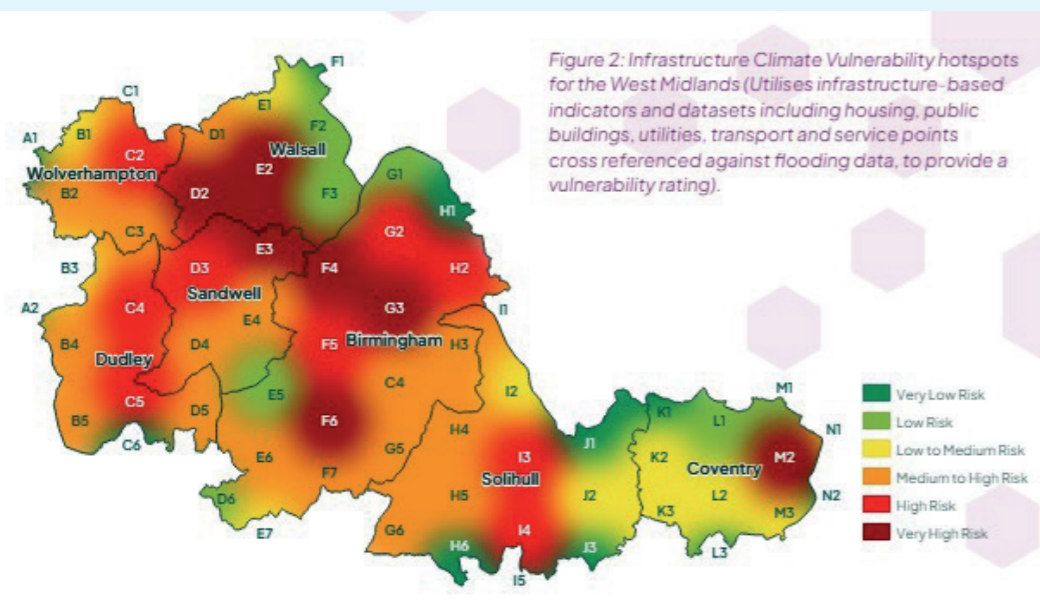 Figure 2: Infrastructure Climate Vulnerability hotspots
for the West Midlands (Utilises infrastructure-based
indicators and datasets including housing, public
buildings, utilities, transport and service points
cross referenced against flooding data, to provide a
vulnerability rating).
F1
C1
E1
B1
D1
F2
A1
C2
Walsall
E2
Wolverhampton
G1
B2
D2
F3
H1
C3
G2
E3
B3
D3
F4
H2
Sandwell
A2
C4
G3
I1
E4
B4
D4
F5
Birmingham
H3
Dudley
C4
E5
I2
M1
C5
D5
K1
B5
F6
L1
C6
H4
J1
N1
G5
E6
I3
K2
Coventry
M2
F7
Solihull
D6
H5
J2
L2
N2
E7
G6
I4
K3
M3
H6
J3
L3
I5
Very Low Risk
Low Risk
Low to Medium Risk
Medium to High Risk
High Risk
Very High Risk